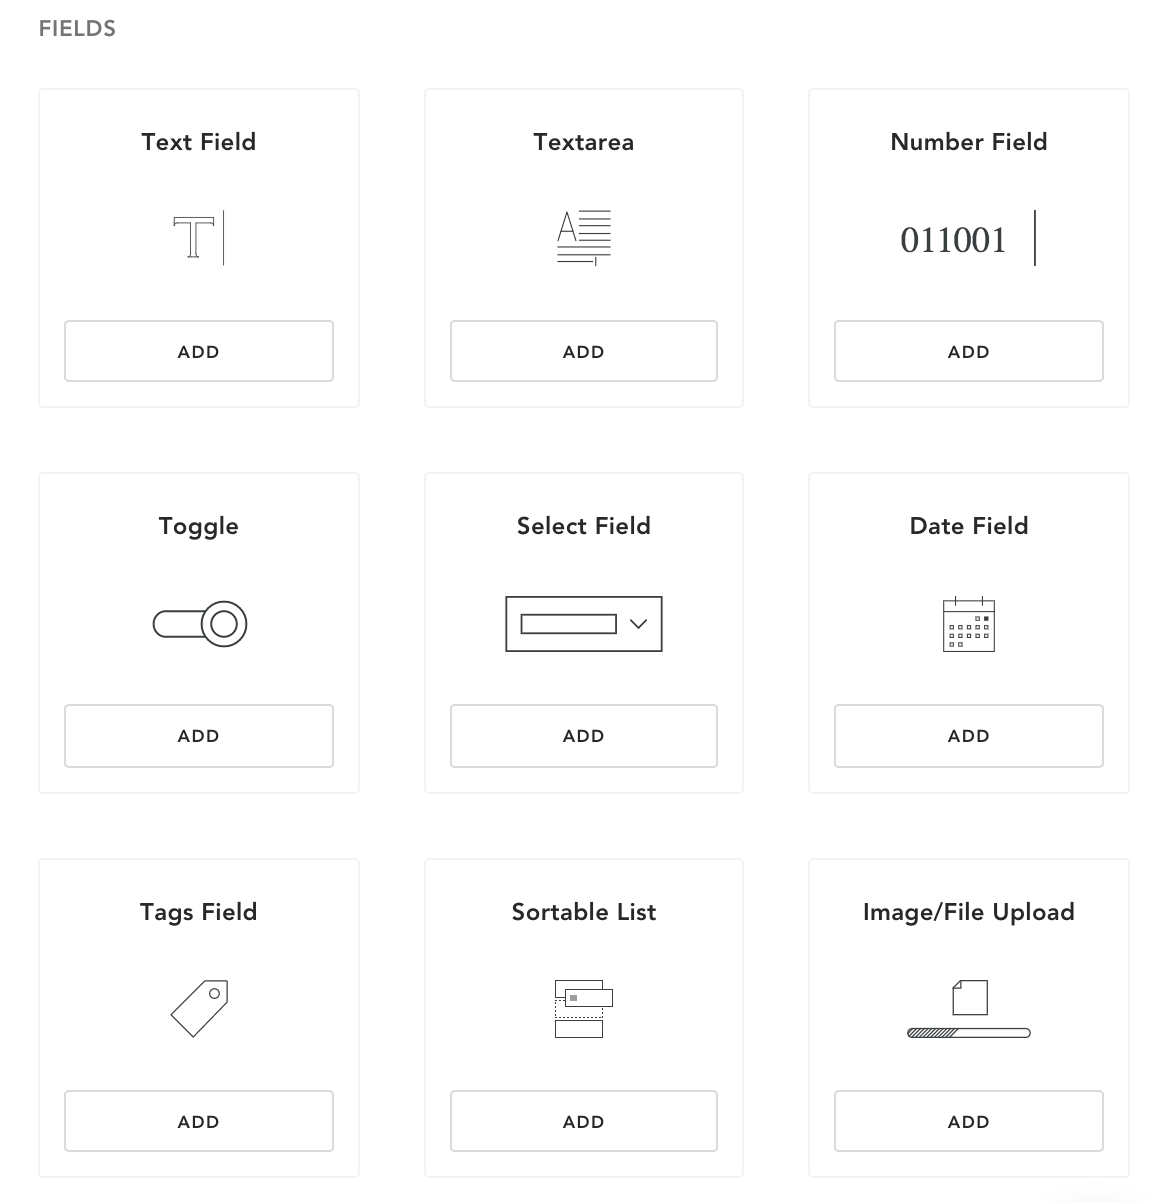 FIELDS
Text Field
Textarea
Number Field
T
A
011001
ADD
ADD
ADD
Toggle
Select Field
Date Field
ADD
ADD
ADD
Tags Field
Sortable List
Image/File Upload
ADD
ADD
ADD